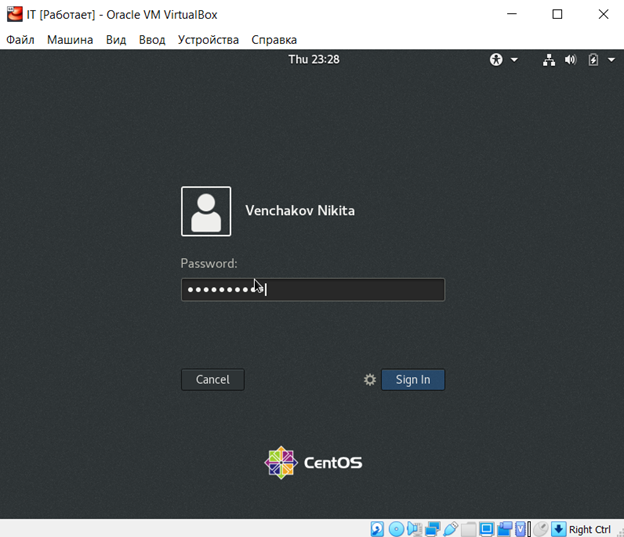 IT [Работает] - Oracle VM VirtualBox
Файл Машина Вид Ввод Устройства Справка
Thu 23:28
Venchakov Nikita
Password:
●●●●●●●●●●
Cancel Sign In
CentOS
Right Ctrl